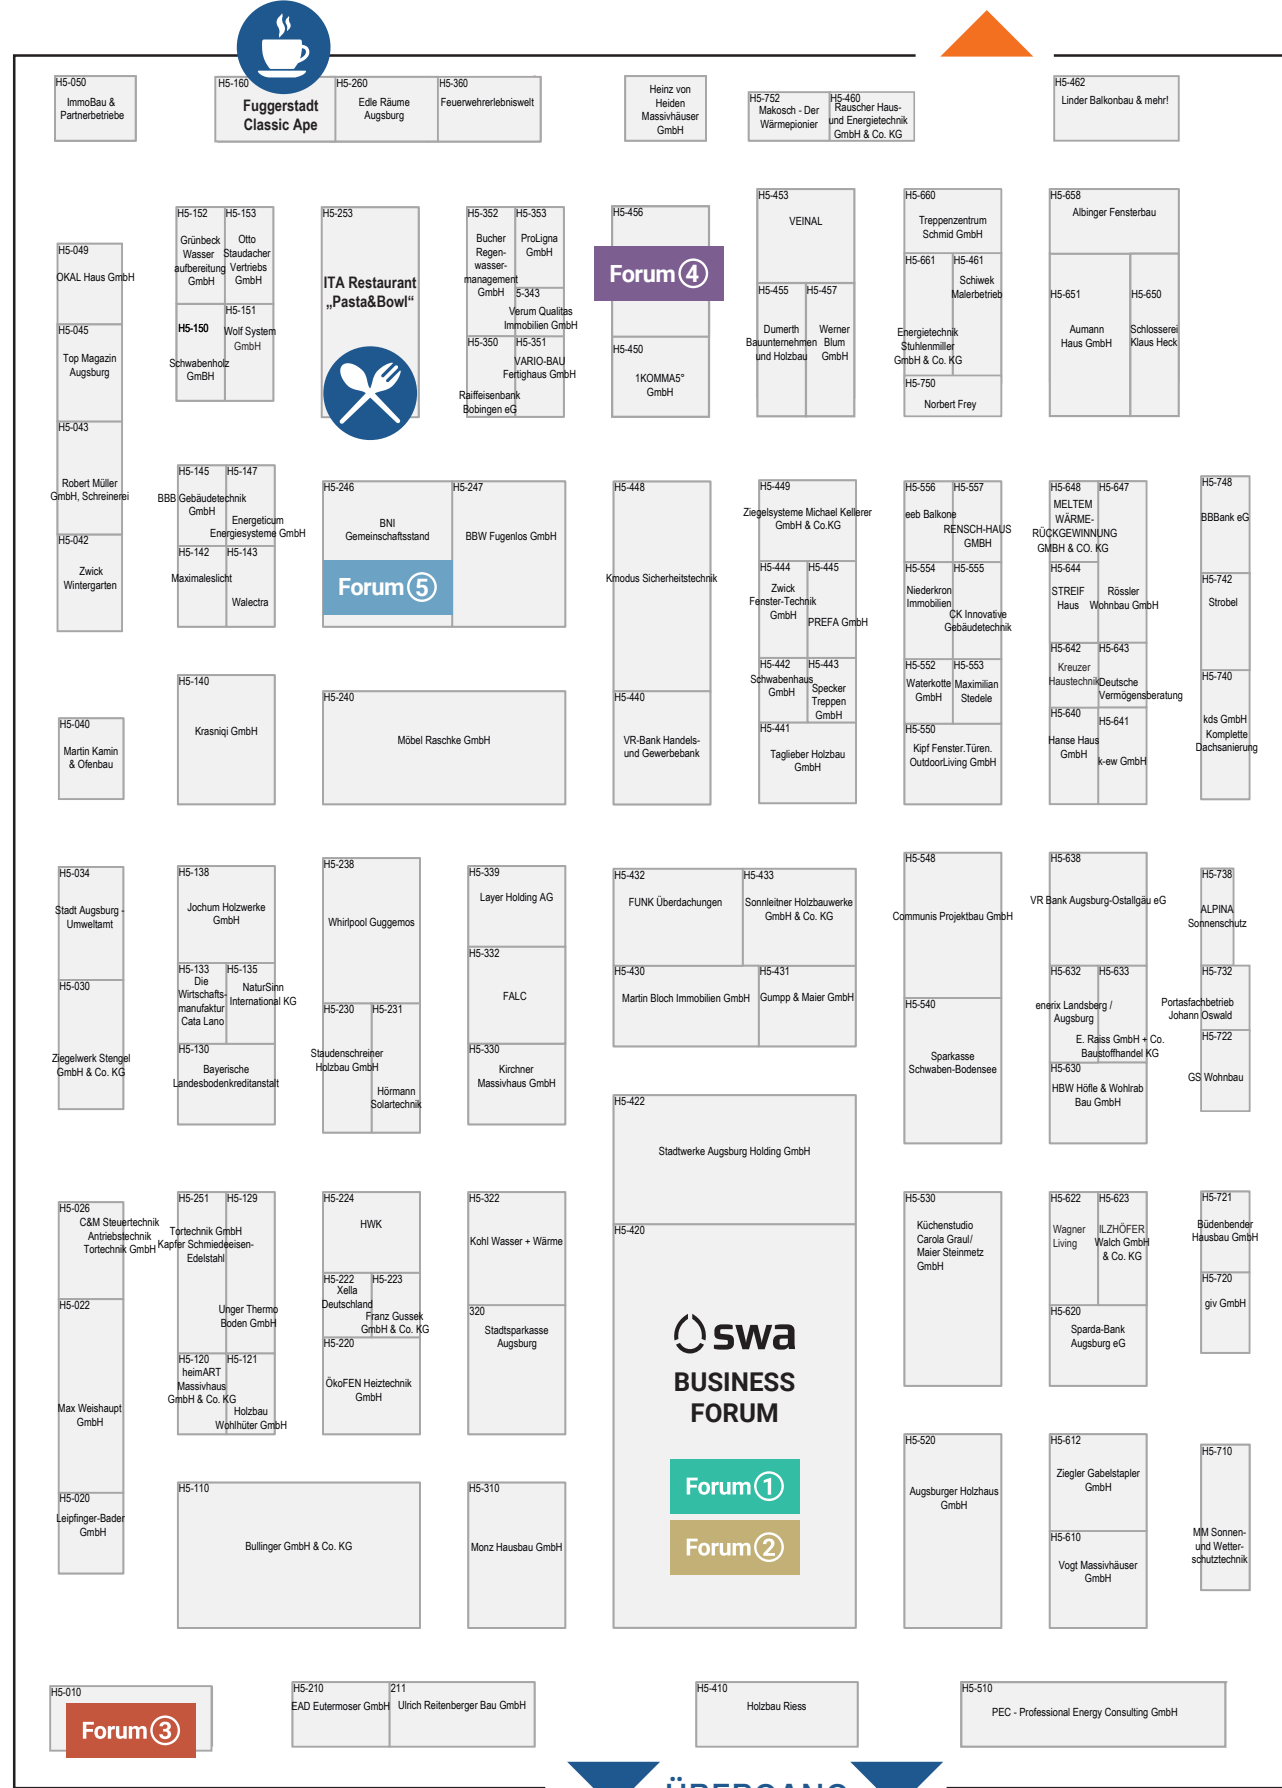 H5-050
ImmoBau &
Partnerbetriebe
H5-160
Fuggerstadt
Classic Ape
H5-260
Edle Räume
Augsburg
H5-360
Feuerwehrerlebniswelt
Heinz von
Heiden
Massivhäuser
GmbH
H5-752
Makosch - Der
Wärmepionier
H5-460
Rauscher Haus-
und Energietechnik
GmbH & Co. KG
H5-462
Linder Balkonbau & mehr!
H5-049
OKAL Haus GmbH
H5-045
Top Magazin
Augsburg
H5-043
Robert Müller
GmbH, Schreinerei
H5-042
Zwick
Wintergarten
H5-152
Grünbeck
Wasser
aufbereitung
GmbH
H5-153
Otto
Staudacher
Vertriebs
GmbH
H5-150
Schwabenholz
GmBH
H5-151
Wolf System
GmbH
H5-253
ITA Restaurant
„Pasta&Bowl“
H5-352
Bucher
Regen-
wasser-
management
GmbH
H5-353
ProLigna
GmbH
5-343
Verum Qualitas
Immobilien GmbH
H5-350
Raiffeisenbank
Bobingen eG
H5-351
VARIO-BAU
Fertighaus GmbH
H5-456
Forum 4
H5-450
1KOMMA5°
GmbH
H5-453
VEINAL
H5-455
Dumerth
Bauunternehmen
und Holzbau
H5-457
Werner
Blum
GmbH
H5-660
Treppenzentrum
Schmid GmbH
H5-661
Energietechnik
Stuhlenmiller
GmbH & Co. KG
H5-461
Schiwek
Malerbetrieb
H5-750
Norbert Frey
H5-658
Albinger Fensterbau
H5-651
Aumann
Haus GmbH
H5-650
Schlosserei
Klaus Heck
H5-145
BBB Gebäudetechnik
GmbH
H5-147
Energeticum
Energiesysteme GmbH
H5-142
Maximaleslicht
H5-143
Walectra
H5-246
BNI
Gemeinschaftsstand
Forum 5
H5-247
BBW Fugenlos GmbH
H5-448
Kmodus Sicherheitstechnik
H5-440
VR-Bank Handels-
und Gewerbebank
H5-449
Ziegelsysteme Michael Kellerer
GmbH & Co.KG
H5-444
Zwick
Fenster-Technik
GmbH
H5-445
PREFA GmbH
H5-442
Schwabenhaus
GmbH
H5-443
Specker
Treppen
GmbH
H5-441
Taglieber Holzbau
GmbH
H5-556
eeb Balkone
H5-557
RENSCH-HAUS
GMBH
H5-554
Niederkron
Immobilien
H5-555
CK Innovative
Gebäudetechnik
H5-552
Waterkotte
GmbH
H5-553
Maximilian
Stedele
H5-550
Kipf Fenster.Türen.
OutdoorLiving GmbH
H5-648
MELTEM
WÄRME-
RÜCKGEWINNUNG
GMBH & CO. KG
H5-647
Rössler
Wohnbau GmbH
H5-644
STREIF
Haus
H5-642
Kreuzer
Haustechnik
H5-643
Deutsche
Vermögensberatung
H5-640
Hanse Haus
GmbH
H5-641
k-ew GmbH
H5-748
BBBank eG
H5-742
Strobel
H5-740
kds GmbH
Komplette
Dachsanierung
H5-040
Martin Kamin
& Ofenbau
H5-140
Krasniqi GmbH
H5-240
Möbel Raschke GmbH
H5-034
Stadt Augsburg -
Umweltamt
H5-030
Ziegelwerk Stengel
GmbH & Co. KG
H5-138
Jochum Holzwerke
GmbH
H5-133
Die
Wirtschafts-
manufaktur
Cata Lano
H5-135
NaturSinn
International KG
H5-130
Bayerische
Landesbodenkreditanstalt
H5-238
Whirlpool Guggemos
H5-230
Staudenschreiner
Holzbau GmbH
H5-231
Hörmann
Solartechnik
H5-339
Layer Holding AG
H5-332
FALC
H5-330
Kirchner
Massivhaus GmbH
H5-432
FUNK Überdachungen
H5-433
Sonnleitner Holzbauwerke
GmbH & Co. KG
H5-430
Martin Bloch Immobilien GmbH
H5-431
Gumpp & Maier GmbH
H5-548
Communis Projektbau GmbH
H5-540
Sparkasse
Schwaben-Bodensee
H5-638
VR Bank Augsburg-Ostallgäu eG
H5-632
enerix Landsberg /
Augsburg
H5-633
E. Raiss GmbH + Co.
Baustoffhandel KG
H5-630
HBW Höfle & Wohlrab
Bau GmbH
H5-738
ALPINA
Sonnenschutz
H5-732
Portasfachbetrieb
Johann Oswald
H5-722
GS Wohnbau
H5-422
Stadtwerke Augsburg Holding GmbH
H5-420
swa
BUSINESS
FORUM
Forum 1
Forum 2
H5-026
C&M Steuertechnik
Antriebstechnik
Tortechnik GmbH
H5-022
Max Weishaupt
GmbH
H5-020
Leipfinger-Bader
GmbH
H5-251
Tortechnik GmbH
Kapfer Schmiedeeisen-
Edelstahl
H5-129
Unger Thermo
Boden GmbH
H5-120
heimART
Massivhaus
GmbH & Co. KG
H5-121
Holzbau
Wohlhüter GmbH
H5-224
HWK
H5-222
Xella
Deutschland
H5-223
Franz Gussek
GmbH & Co. KG
H5-220
ÖkoFEN Heiztechnik
GmbH
H5-322
Kohl Wasser + Wärme
320
Stadtsparkasse
Augsburg
H5-530
Küchenstudio
Carola Graul/
Maier Steinmetz
GmbH
H5-622
Wagner
Living
H5-623
ILZHÖFER
Walch GmbH
& Co. KG
H5-620
Sparda-Bank
Augsburg eG
H5-721
Büdenbender
Hausbau GmbH
H5-720
giv GmbH
H5-110
Bullinger GmbH & Co. KG
H5-310
Monz Hausbau GmbH
H5-520
Augsburger Holzhaus
GmbH
H5-612
Ziegler Gabelstapler
GmbH
H5-610
Vogt Massivhäuser
GmbH
H5-710
MM Sonnen-
und Wetter-
schutztechnik
H5-010
Forum 3
H5-210
EAD Eutermoser GmbH
211
Ulrich Reitenberger Bau GmbH
H5-410
Holzbau Riess
H5-510
PEC - Professional Energy Consulting GmbH
ÜBERGANG